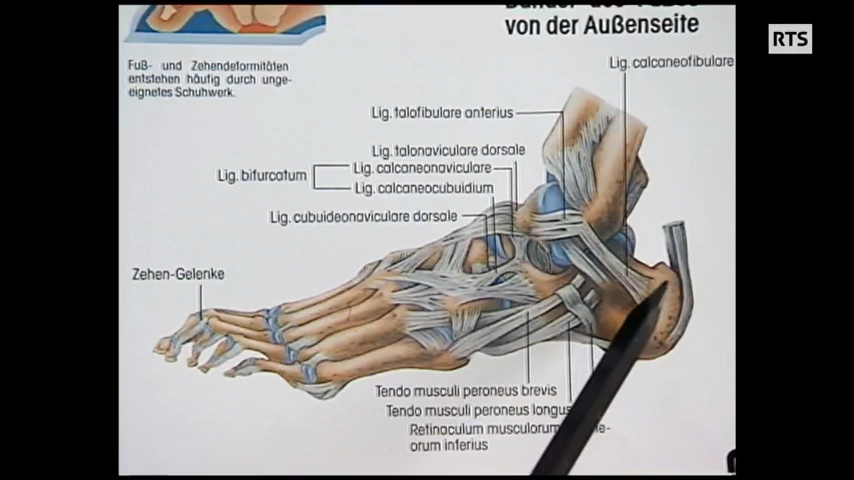 von der Außenseite
RTS
Fuß- und Zehendeformitäten
entstehen häufig durch unge-
eignetes Schuhwerk.
Lig. calcaneofibulare
Lig. talofibulare anterius
Lig. talonaviculare dorsale
Lig. bifurcatum
Lig. calcaneonaviculare
Lig. calcaneocuboidium
Lig. cubuideonaviculare dorsale
Zehen-Gelenke
Tendo musculi peroneus brevis
Tendo musculi peroneus longus
Retinaculum musculorum
orum inferius